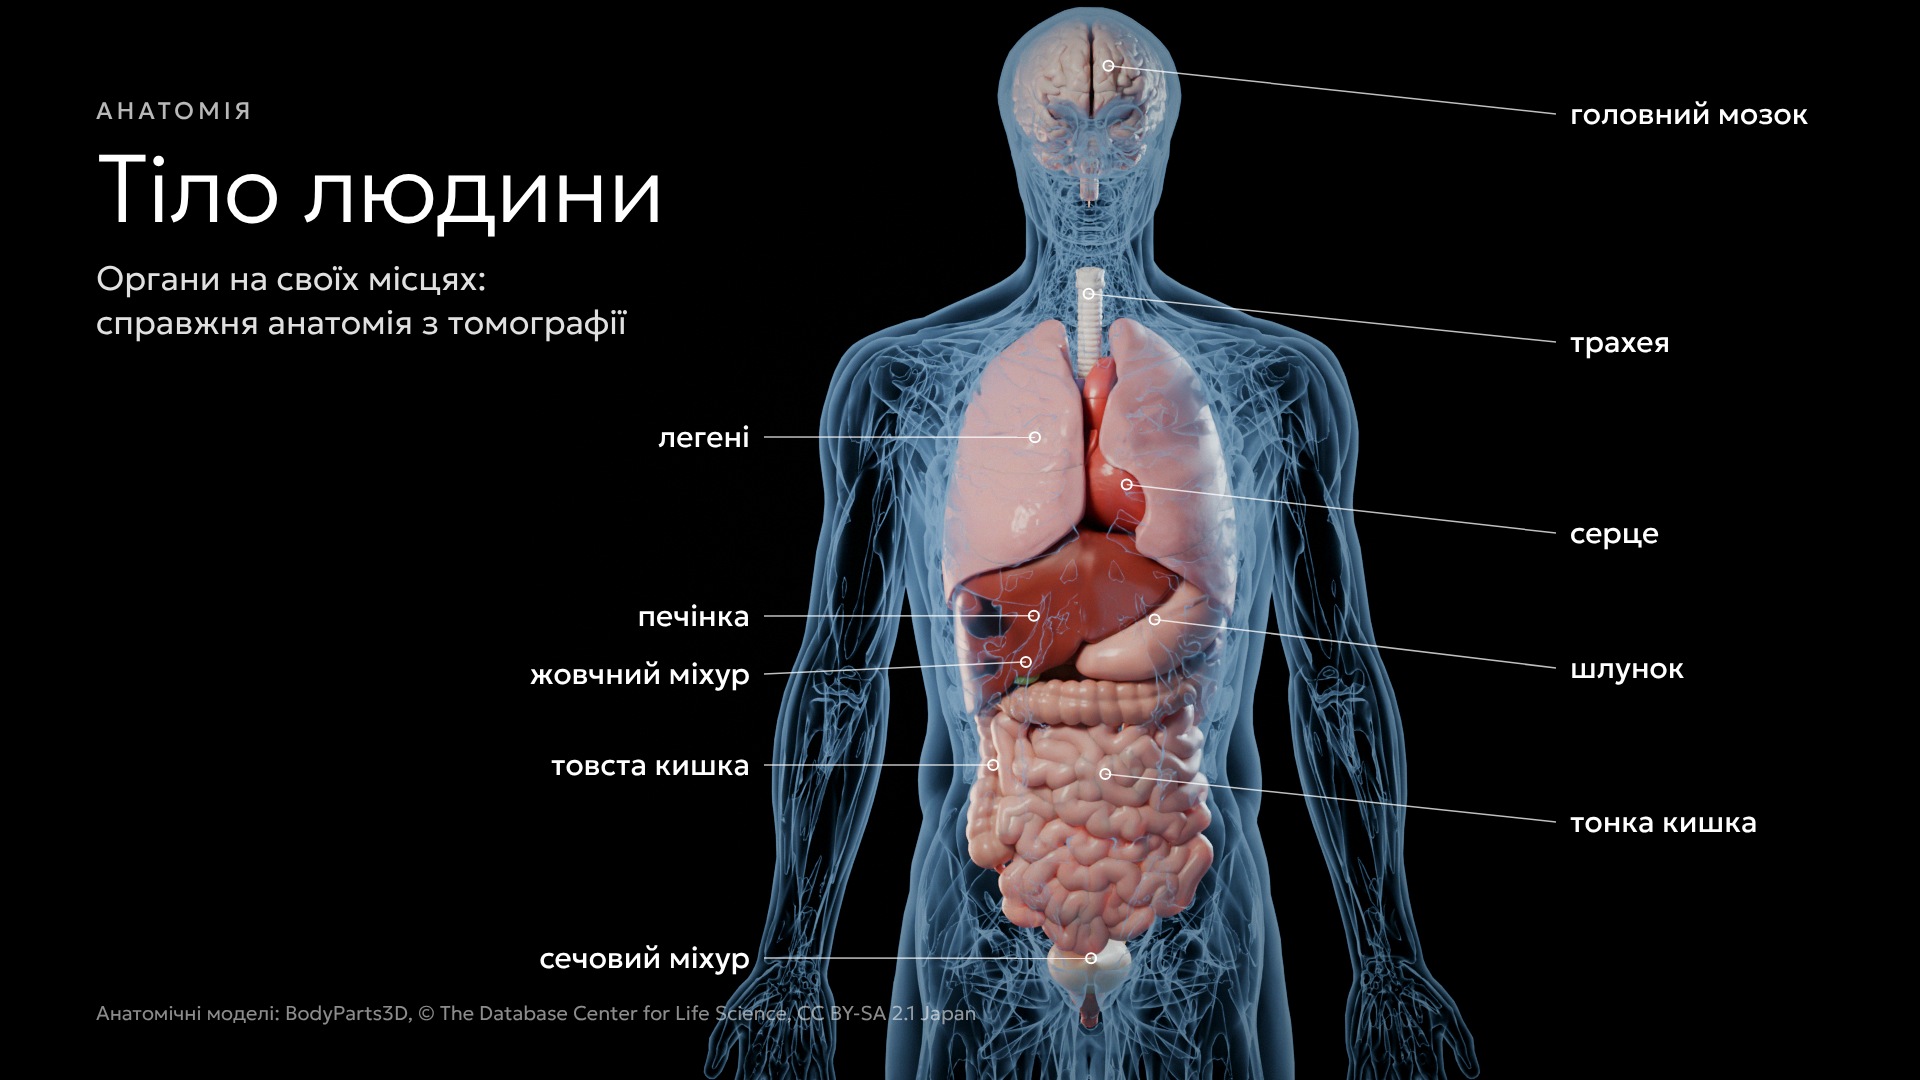 АНАТОМІЯ
Тіло людини
Органи на своїх місцях:
справжня анатомія з томографії
головний мозок
трахея
легені
серце
печінка
шлунок
жовчний міхур
товста кишка
тонка кишка
сечовий міхур
Анатомічні моделі: BodyParts3D, © The Database Center for Life Science, CC BY-SA 2.1 Japan